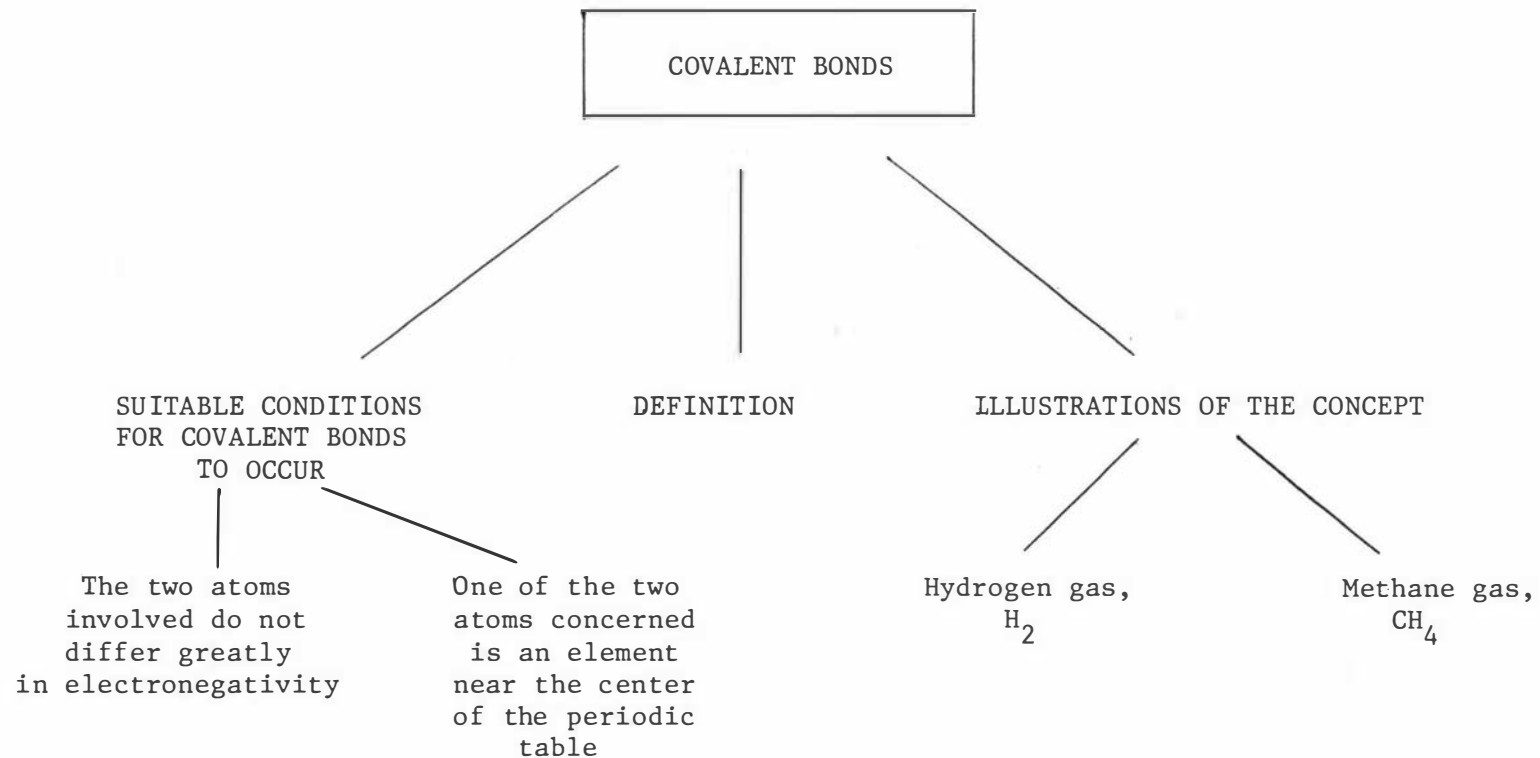 COVALENT BONDS
SUITABLE CONDITIONS
FOR COVALENT BONDS
TO OCCUR
DEFINITION
ILLUSTRATIONS OF THE CONCEPT
The two atoms
involved do not
differ greatly
in electronegativity
One of the two
atoms concerned
is an element
near the center
of the periodic
table
Hydrogen gas,
H2
Methane gas,
CH4